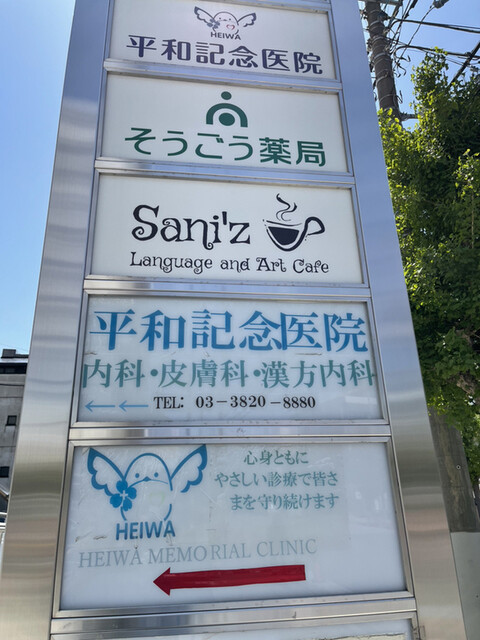 HEIWA
平和記念医院
そうごう薬局
Sani'z
Language and Art Cafe
平和記念医院
内科・皮膚科・漢方内科
←← TEL: 03-3820-8880
心身ともに
やさしい診療で皆さ
まを守り続けます
HEIWA
HEIWA MEMORIAL CLINIC